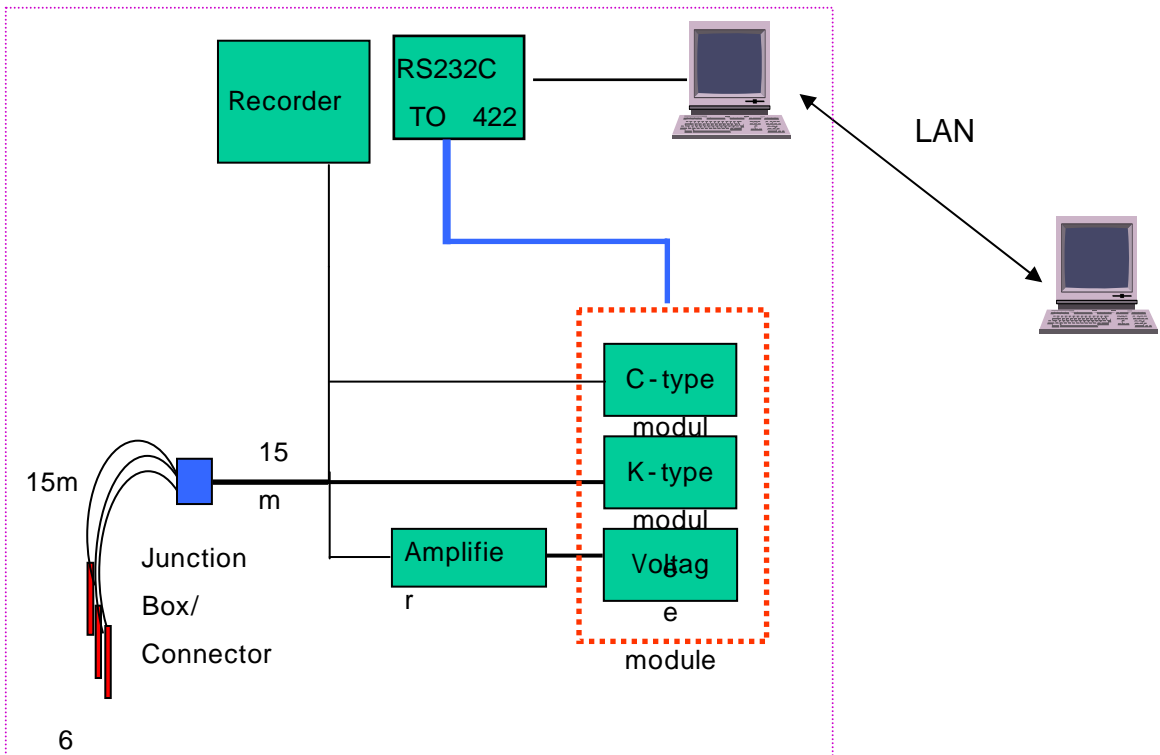 Recorder
RS232C
TO 422
LAN
C-type
modul
e
K-type
modul
e
Voltag
e
module
15
m
15m
Amplifie
r
Junction
Box/
Connector
6